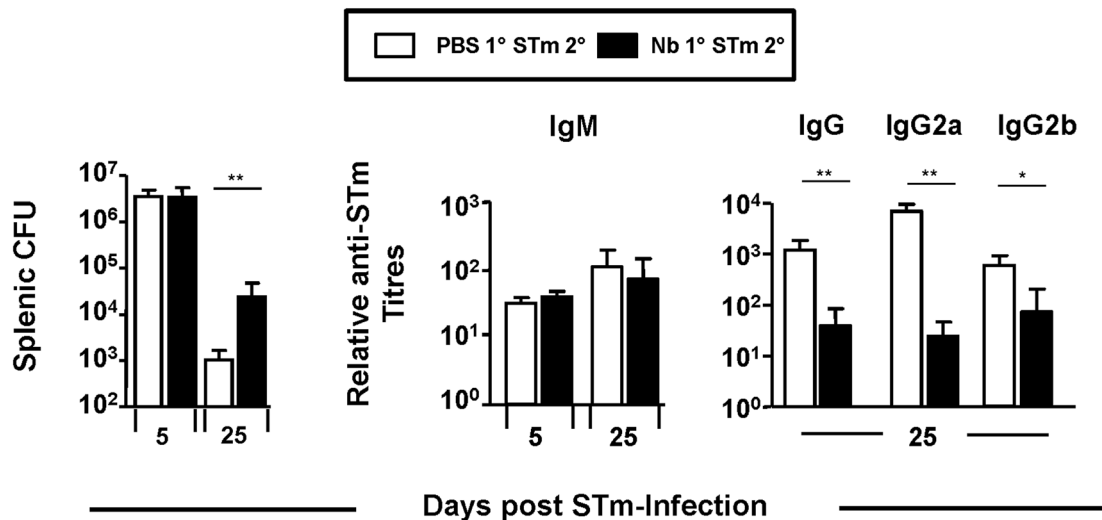 PBS 1° STm 2° Nb 1° STm 2°
IgM IgG IgG2a IgG2b
Splenic CFU
10⁷
10⁶
10⁵
10⁴
10³
10²
**
5 25
Relative anti-STm
Titres
10³
10²
10¹
10⁰
5 25
10⁴
10³
10²
10¹
10⁰
** ** *
25
Days post STm-Infection